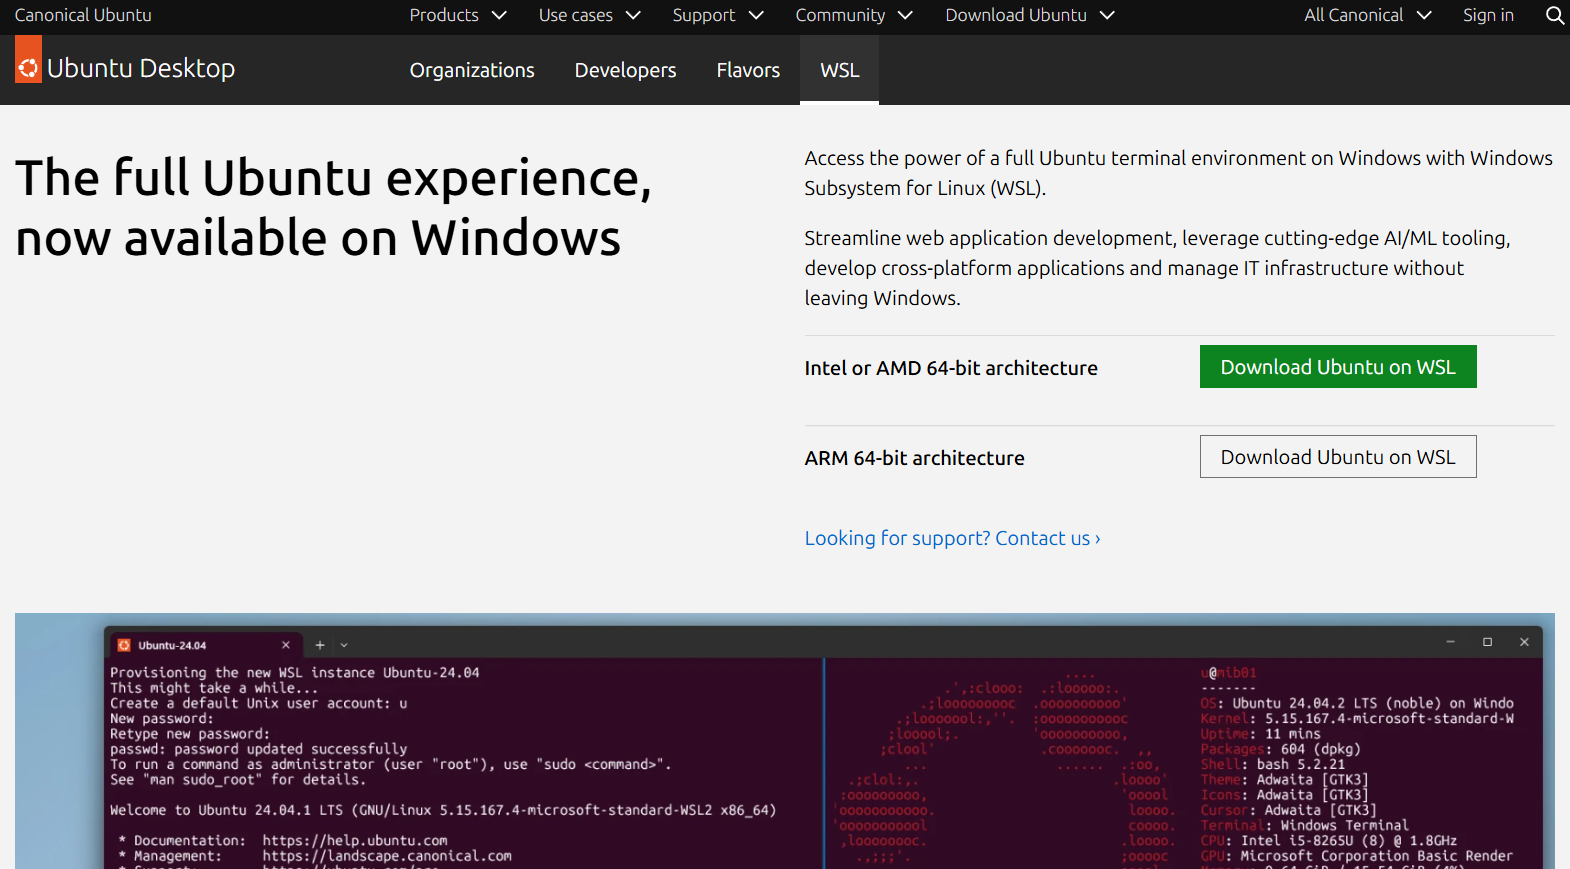 Canonical Ubuntu
Products
Use cases
Support
Community
Download Ubuntu
All Canonical
Sign in
Ubuntu Desktop
Organizations
Developers
Flavors
WSL
The full Ubuntu experience,
now available on Windows
Access the power of a full Ubuntu terminal environment on Windows with Windows
Subsystem for Linux (WSL).
Streamline web application development, leverage cutting-edge AI/ML tooling,
develop cross-platform applications and manage IT infrastructure without
leaving Windows.
Intel or AMD 64-bit architecture
Download Ubuntu on WSL
ARM 64-bit architecture
Download Ubuntu on WSL
Looking for support? Contact us ›
Ubuntu-24.04
Provisioning the new WSL instance Ubuntu-24.04
This might take a while...
Create a default Unix user account: u
New password:
Retype new password:
passwd: password updated successfully
To run a command as administrator (user "root"), use "sudo <command>".
See "man sudo_root" for details.
Welcome to Ubuntu 24.04.1 LTS (GNU/Linux 5.15.167.4-microsoft-standard-WSL2 x86_64)
* Documentation: https://help.ubuntu.com
* Management: https://landscape.canonical.com
u@mib01
-------
OS: Ubuntu 24.04.2 LTS (noble) on Windo
Kernel: 5.15.167.4-microsoft-standard-W
Uptime: 11 mins
Packages: 604 (dpkg)
Shell: bash 5.2.21
Theme: Adwaita [GTK3]
Icons: Adwaita [GTK3]
Cursor: Adwaita [GTK3]
Terminal: Windows Terminal
CPU: Intel i5-8265U (8) @ 1.8GHz
GPU: Microsoft Corporation Basic Render